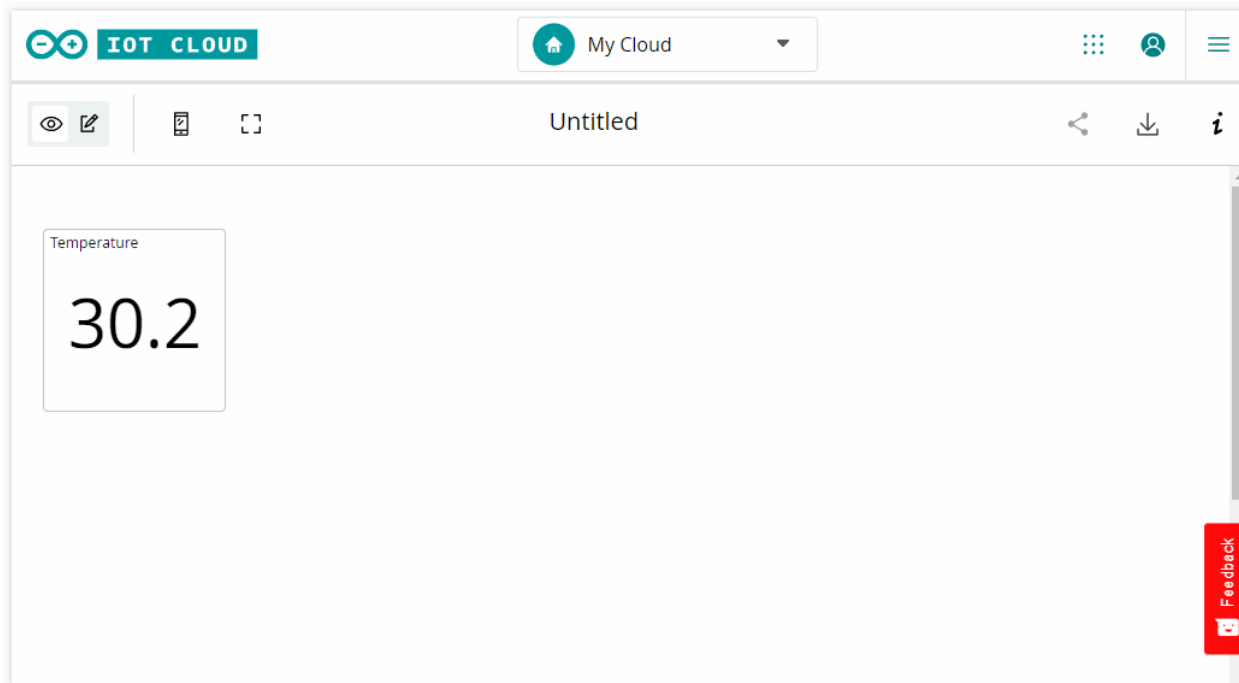 IOT CLOUD
My Cloud
Untitled
Temperature
30.2
Feedback